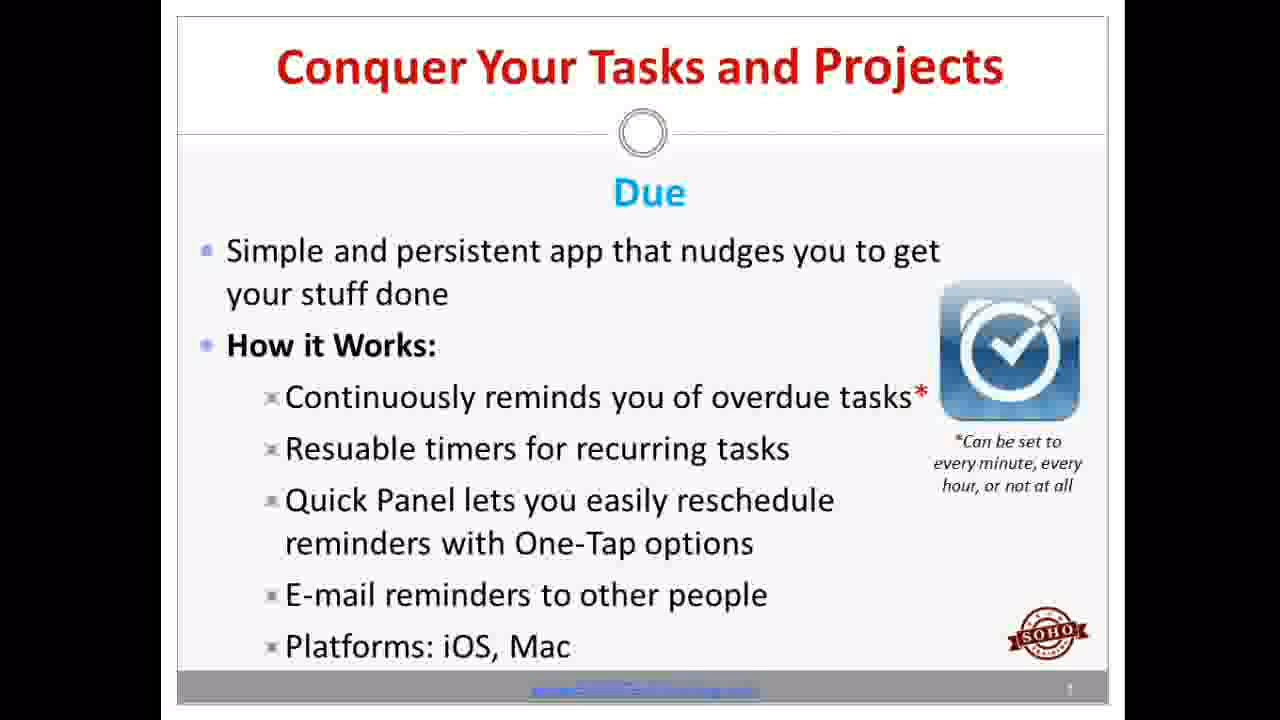 Conquer Your Tasks and Projects
Due
Simple and persistent app that nudges you to get
your stuff done
How it Works:
Continuously reminds you of overdue tasks*
Resuable timers for recurring tasks
Quick Panel lets you easily reschedule
reminders with One-Tap options
E-mail reminders to other people
Platforms: iOS, Mac
*Can be set to
every minute, every
hour, or not at all
SOHO